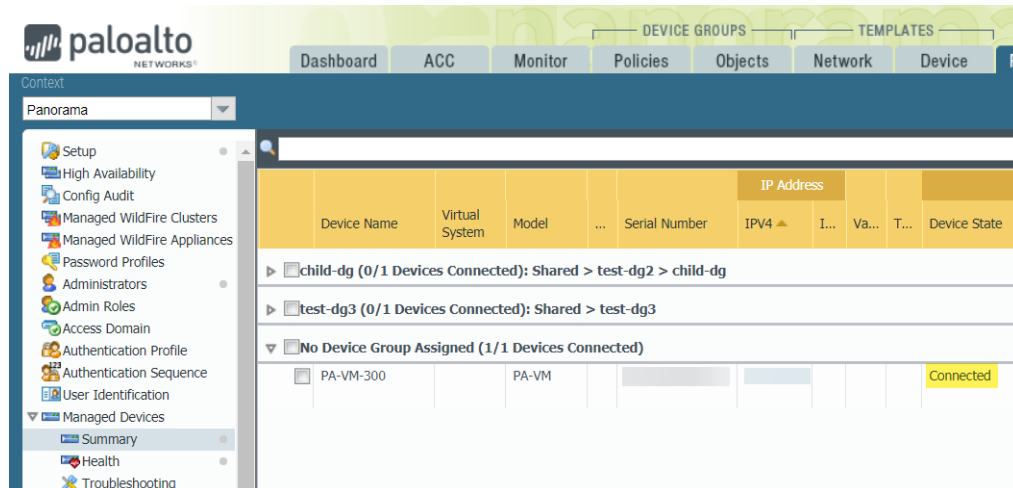 paloalto
NETWORKS®
DEVICE GROUPS
TEMPLATES
Dashboard
ACC
Monitor
Policies
Objects
Network
Device
Context
Panorama
Setup
High Availability
Config Audit
Managed WildFire Clusters
Managed WildFire Appliances
Password Profiles
Administrators
Admin Roles
Access Domain
Authentication Profile
Authentication Sequence
User Identification
Managed Devices
Summary
Health
Troubleshooting
IP Address
Device Name
Virtual System
Model
...
Serial Number
IPV4
I...
Va...
T...
Device State
child-dg (0/1 Devices Connected): Shared > test-dg2 > child-dg
test-dg3 (0/1 Devices Connected): Shared > test-dg3
No Device Group Assigned (1/1 Devices Connected)
PA-VM-300
PA-VM
Connected